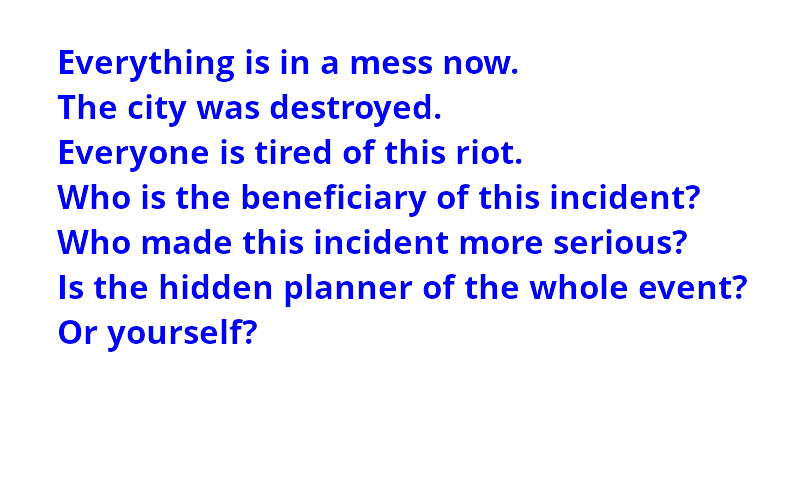 Everything is in a mess now.
The city was destroyed.
Everyone is tired of this riot.
Who is the beneficiary of this incident?
Who made this incident more serious?
Is the hidden planner of the whole event?
Or yourself?